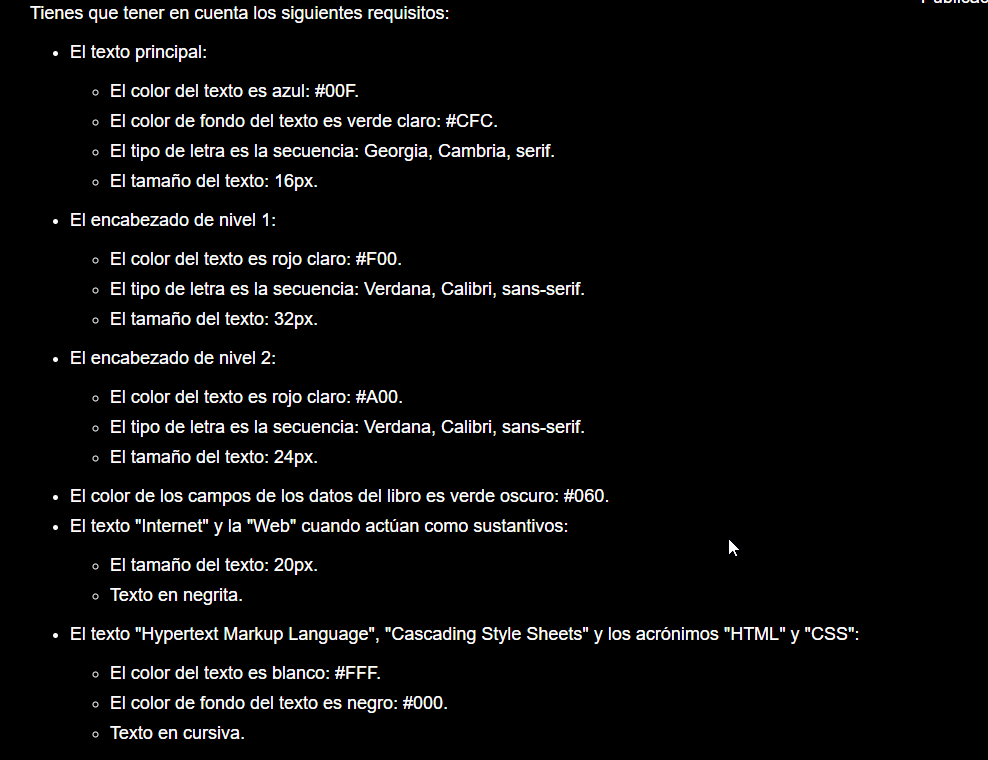 Tienes que tener en cuenta los siguientes requisitos:
El texto principal:
El color del texto es azul: #00F.
El color de fondo del texto es verde claro: #CFC.
El tipo de letra es la secuencia: Georgia, Cambria, serif.
El tamaño del texto: 16px.
El encabezado de nivel 1:
El color del texto es rojo claro: #F00.
El tipo de letra es la secuencia: Verdana, Calibri, sans-serif.
El tamaño del texto: 32px.
El encabezado de nivel 2:
El color del texto es rojo claro: #A00.
El tipo de letra es la secuencia: Verdana, Calibri, sans-serif.
El tamaño del texto: 24px.
El color de los campos de los datos del libro es verde oscuro: #060.
El texto "Internet" y la "Web" cuando actúan como sustantivos:
El tamaño del texto: 20px.
Texto en negrita.
El texto "Hypertext Markup Language", "Cascading Style Sheets" y los acrónimos "HTML" y "CSS":
El color del texto es blanco: #FFF.
El color de fondo del texto es negro: #000.
Texto en cursiva.